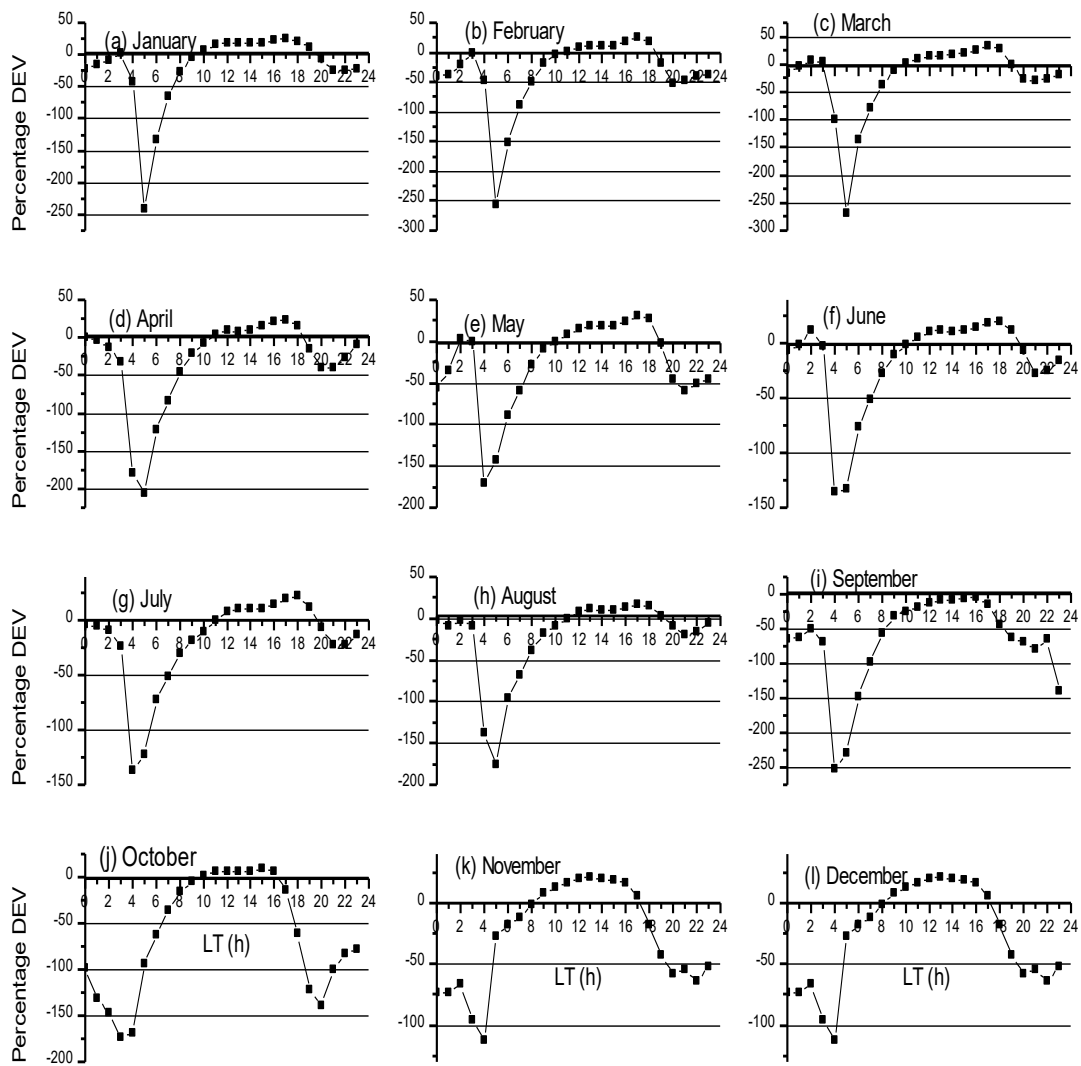 Percentage DEV
50
0
-50
-100
-150
-200
-250
(a) January
0 2 4 6 8 10 12 14 16 18 20 22 24
50
0
-50
-100
-150
-200
-250
-300
(b) February
0 2 4 6 8 10 12 14 16 18 20 22 24
50
0
-50
-100
-150
-200
-250
-300
(c) March
0 2 4 6 8 10 12 14 16 18 20 22 24
Percentage DEV
50
0
-50
-100
-150
-200
(d) April
0 2 4 6 8 10 12 14 16 18 20 22 24
50
0
-50
-100
-150
-200
(e) May
0 2 4 6 8 10 12 14 16 18 20 22 24
0
-50
-100
-150
(f) June
0 2 4 6 8 10 12 14 16 18 20 22 24
Percentage DEV
0
-50
-100
-150
(g) July
0 2 4 6 8 10 12 14 16 18 20 22 24
50
0
-50
-100
-150
-200
(h) August
0 2 4 6 8 10 12 14 16 18 20 22 24
0
-50
-100
-150
-200
-250
(i) September
0 2 4 6 8 10 12 14 16 18 20 22 24
Percentage DEV
0
-50
-100
-150
-200
(j) October
0 2 4 6 8 10 12 14 16 18 20 22 24
LT (h)
0
-50
-100
(k) November
0 2 4 6 8 10 12 14 16 18 20 22 24
LT (h)
0
-50
-100
(l) December
0 2 4 6 8 10 12 14 16 18 20 22 24
LT (h)